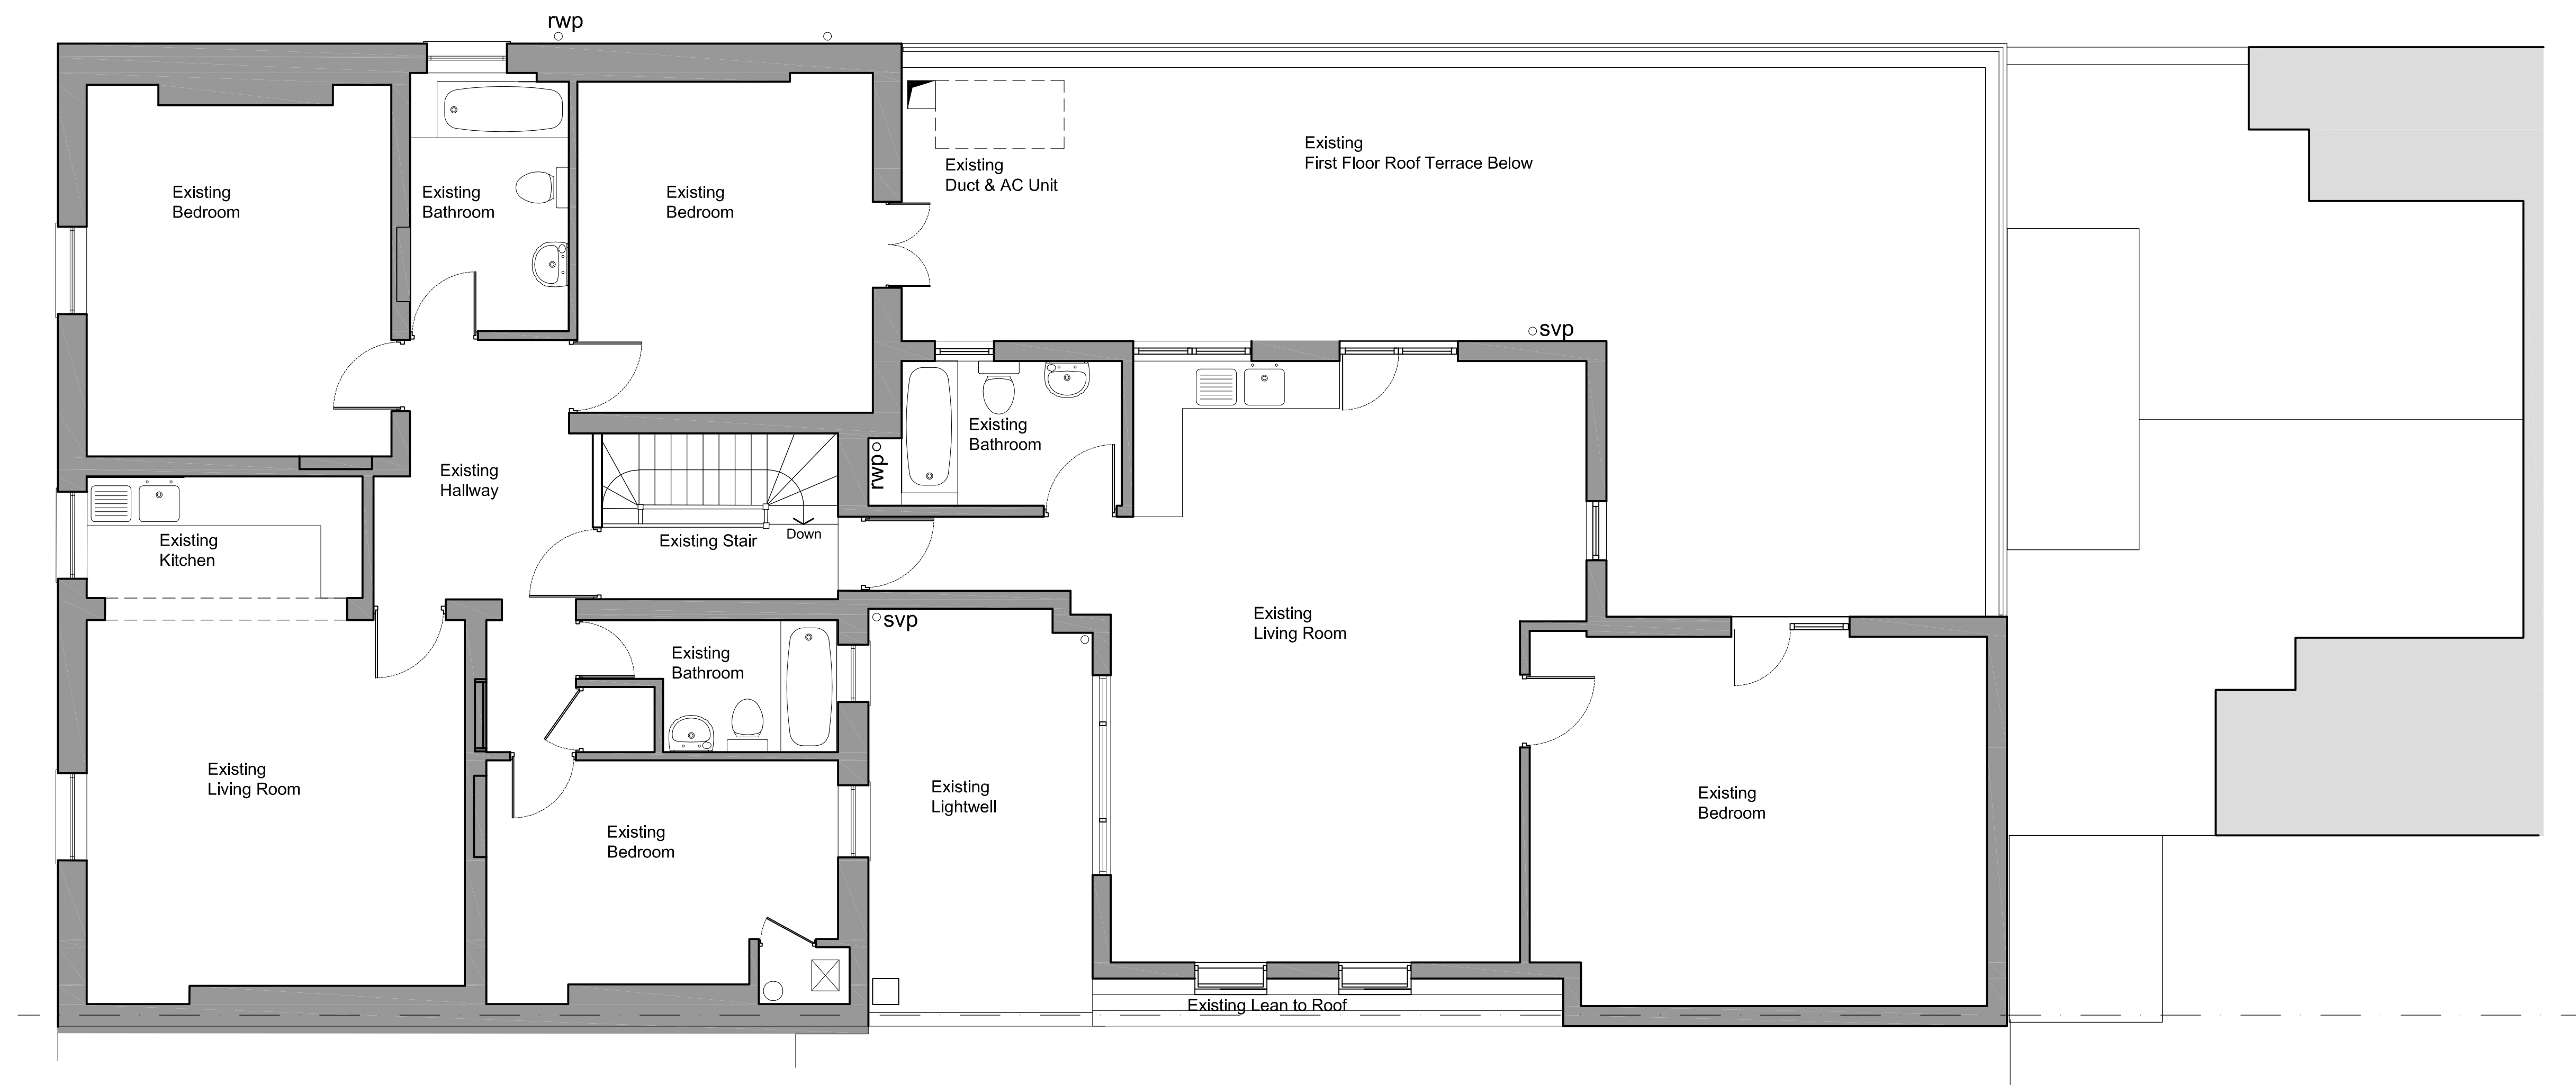 rwp
Existing
Bedroom
Existing
Bathroom
Existing
Bedroom
Existing
Duct & AC Unit
Existing
First Floor Roof Terrace Below
svp
Existing
Bathroom
rwp
Existing
Hallway
Existing
Kitchen
Existing Stair
Down
svp
Existing
Bathroom
Existing
Living Room
Existing
Living Room
Existing
Bedroom
Existing
Lightwell
Existing
Bedroom
Existing Lean to Roof